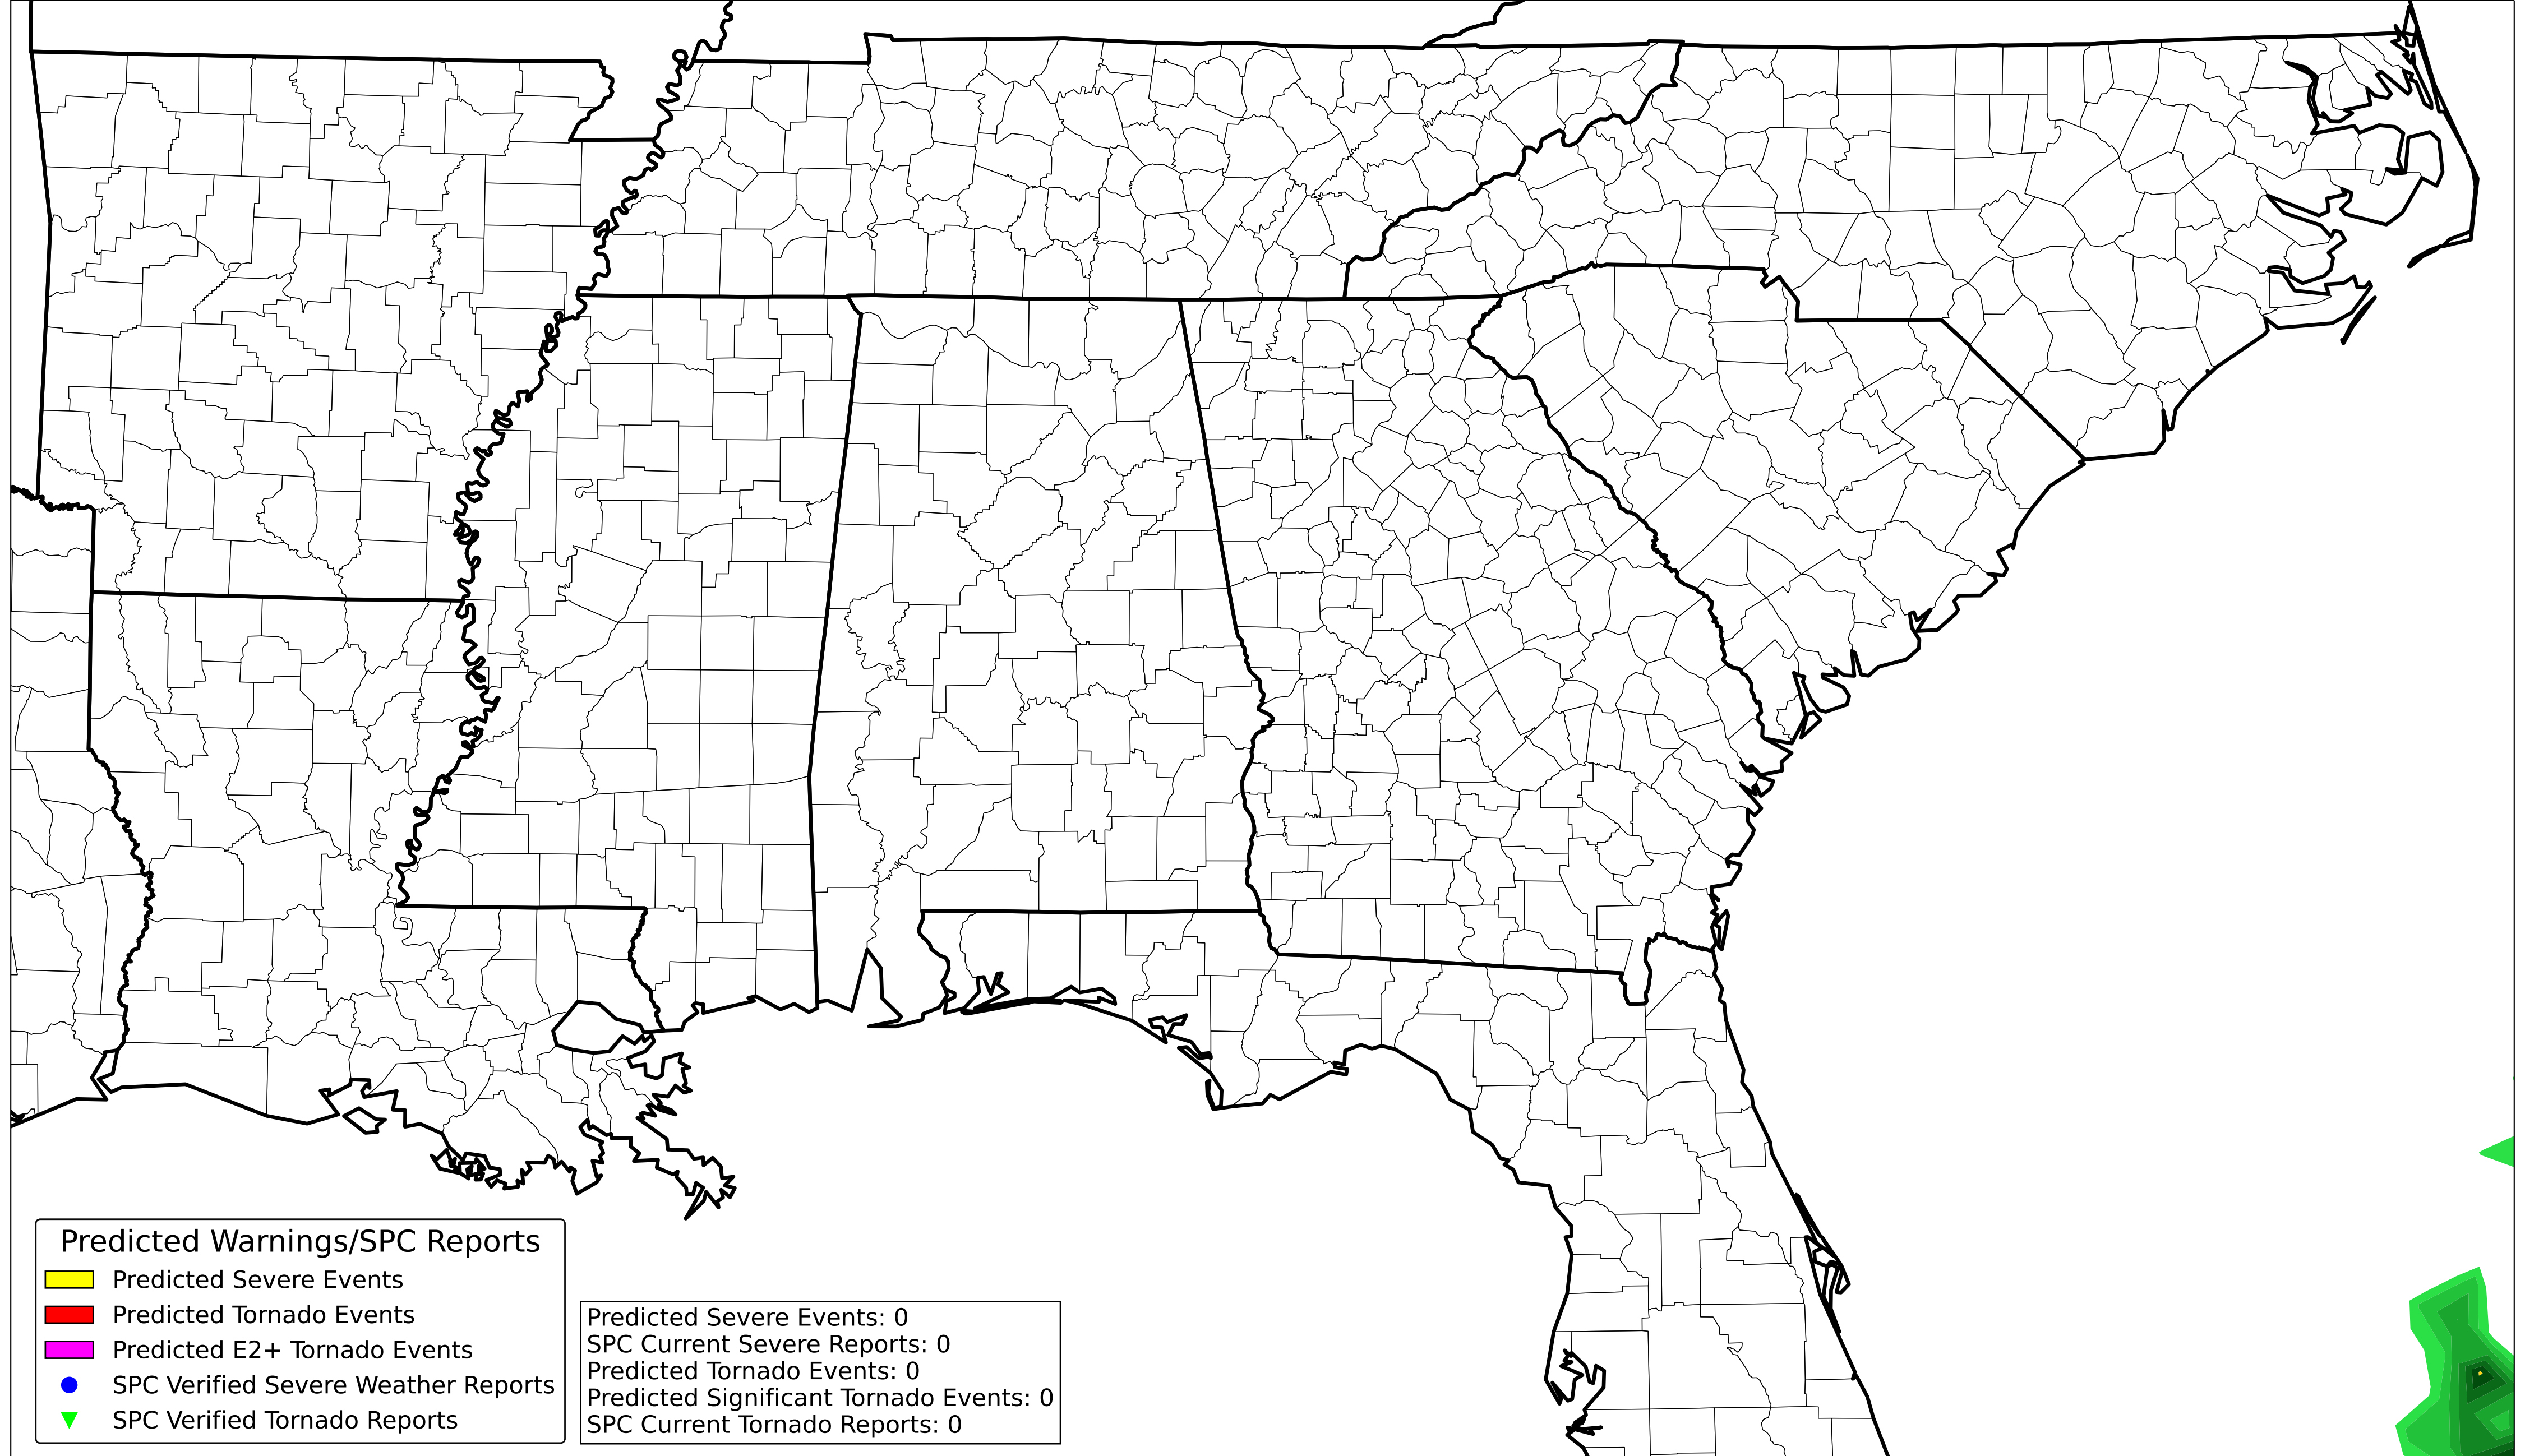 Predicted Warnings/SPC Reports
Predicted Severe Events
Predicted Tornado Events
Predicted E2+ Tornado Events
SPC Verified Severe Weather Reports
SPC Verified Tornado Reports
Predicted Severe Events: 0
SPC Current Severe Reports: 0
Predicted Tornado Events: 0
Predicted Significant Tornado Events: 0
SPC Current Tornado Reports: 0